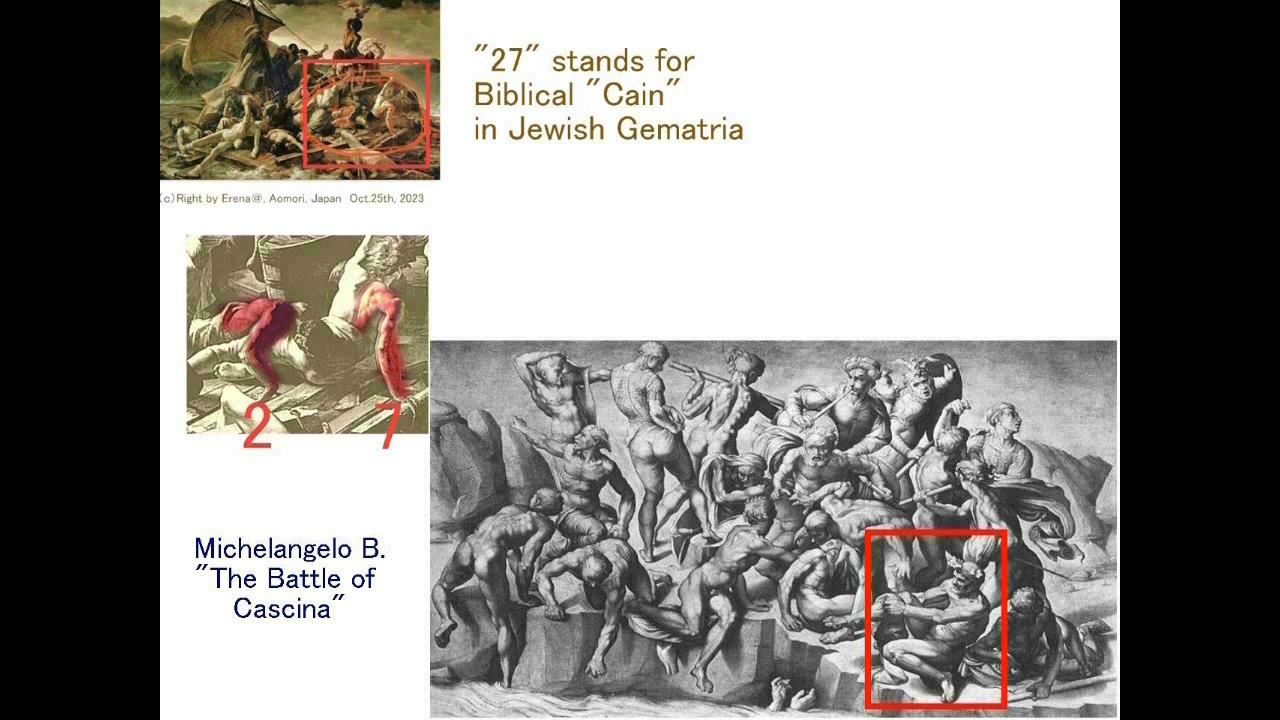 "27" stands for
Biblical "Cain"
in Jewish Gematria
(c)Right by Erena@, Aomori, Japan Oct.25th, 2023
2 7
Michelangelo B.
"The Battle of
Cascina"